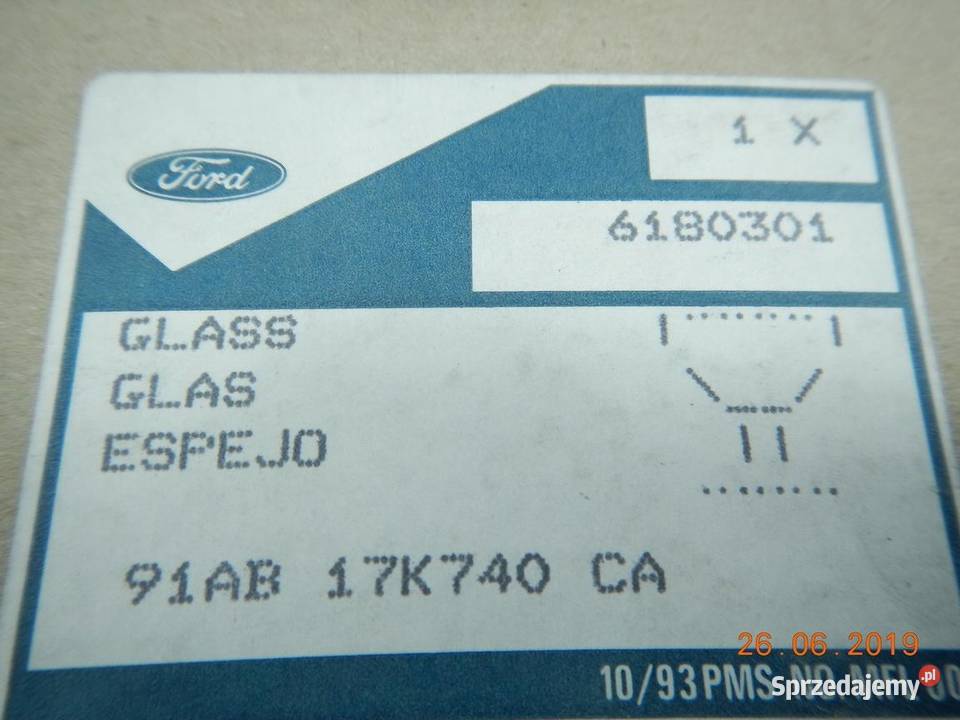 Ford
1 X
6180301
GLASS
GLAS
ESPEJO
91AB 17K740 CA
26.06.2019
10/93 PMS
Sprzedajemy.pl